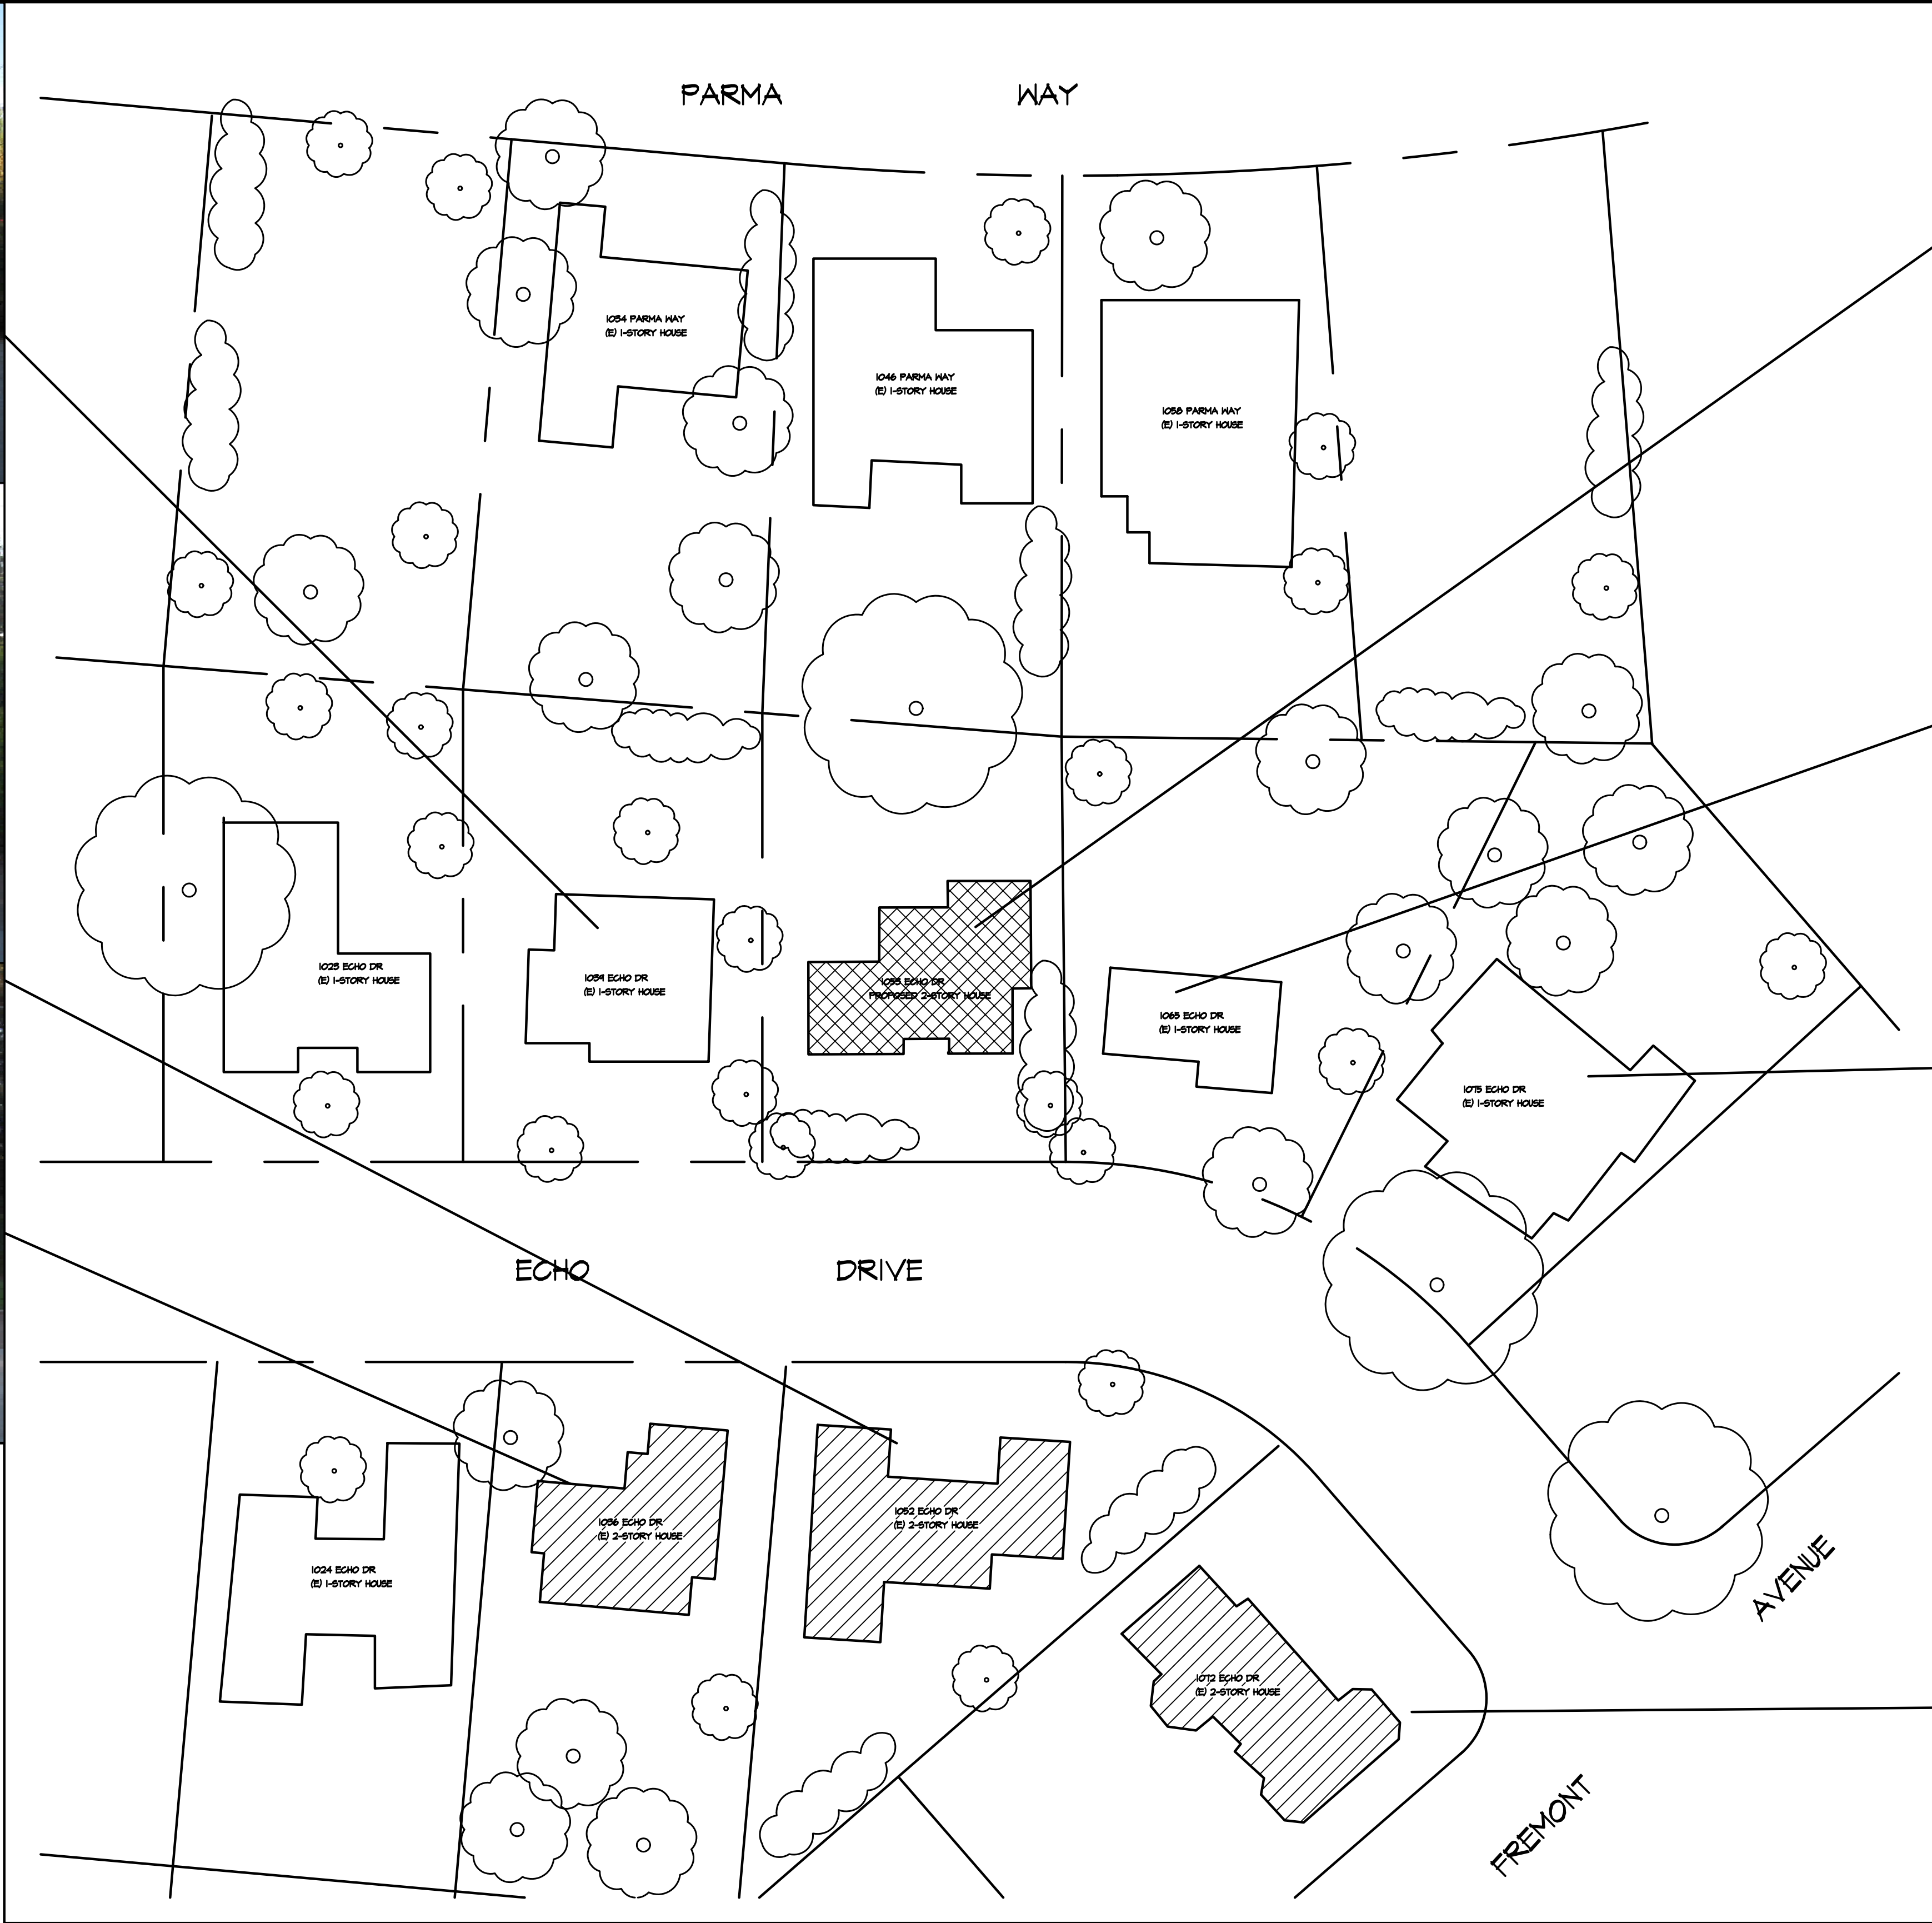 PARMA WAY
1034 PARMA WAY
(E) 1-STORY HOUSE
1046 PARMA WAY
(E) 1-STORY HOUSE
1058 PARMA WAY
(E) 1-STORY HOUSE
1025 ECHO DR
(E) 1-STORY HOUSE
1039 ECHO DR
(E) 1-STORY HOUSE
1053 ECHO DR
PROPOSED 2-STORY HOUSE
1065 ECHO DR
(E) 1-STORY HOUSE
1075 ECHO DR
(E) 1-STORY HOUSE
ECHO DRIVE
1024 ECHO DR
(E) 1-STORY HOUSE
1036 ECHO DR
(E) 2-STORY HOUSE
1052 ECHO DR
(E) 2-STORY HOUSE
1072 ECHO DR
(E) 2-STORY HOUSE
FREMONT AVENUE